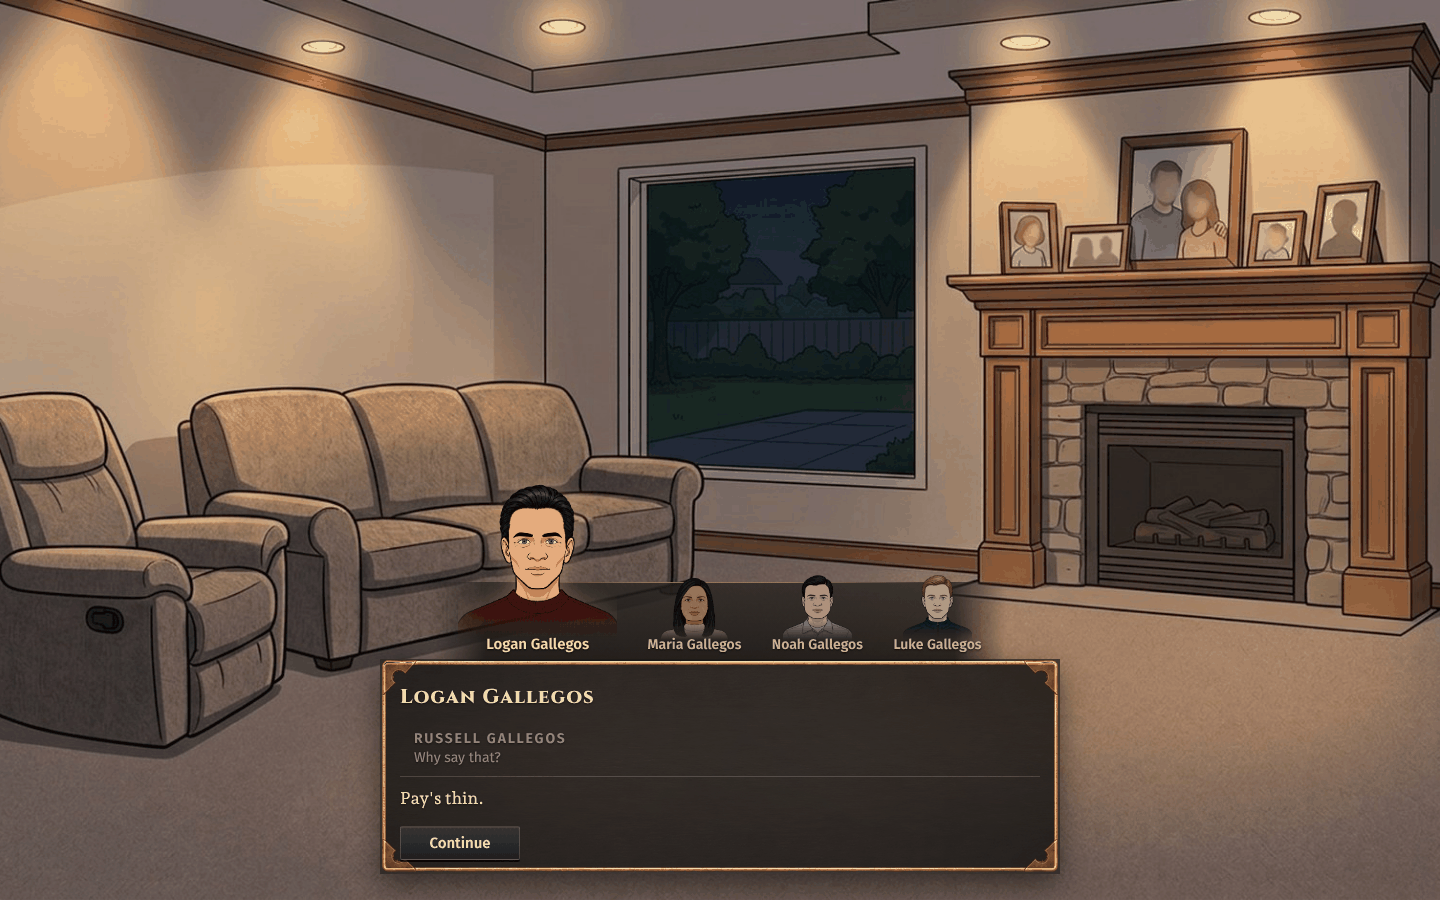 Logan Gallegos
Maria Gallegos
Noah Gallegos
Luke Gallegos
Logan Gallegos
RUSSELL GALLEGOS
Why say that?
Pay's thin.
Continue